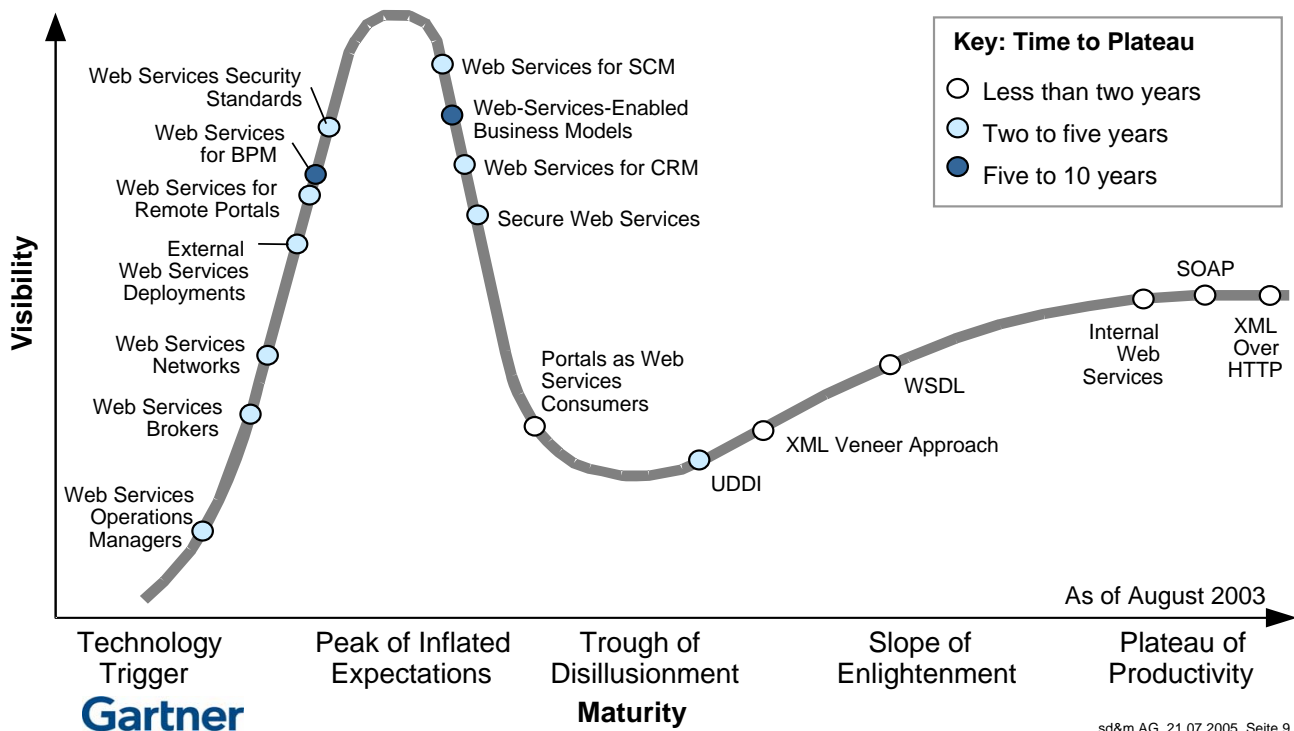 Key: Time to Plateau
Less than two years
Two to five years
Five to 10 years
Visibility
Web Services Security
Standards
Web Services
for BPM
Web Services for
Remote Portals
External
Web Services
Deployments
Web Services
Networks
Web Services
Brokers
Web Services
Operations
Managers
Web Services for SCM
Web-Services-Enabled
Business Models
Web Services for CRM
Secure Web Services
Portals as Web
Services
Consumers
UDDI
XML Veneer Approach
WSDL
Internal
Web
Services
SOAP
XML
Over
HTTP
As of August 2003
Technology
Trigger
Peak of Inflated
Expectations
Trough of
Disillusionment
Slope of
Enlightenment
Plateau of
Productivity
Maturity
Gartner
sd&m AG, 21.07.2005, Seite 9